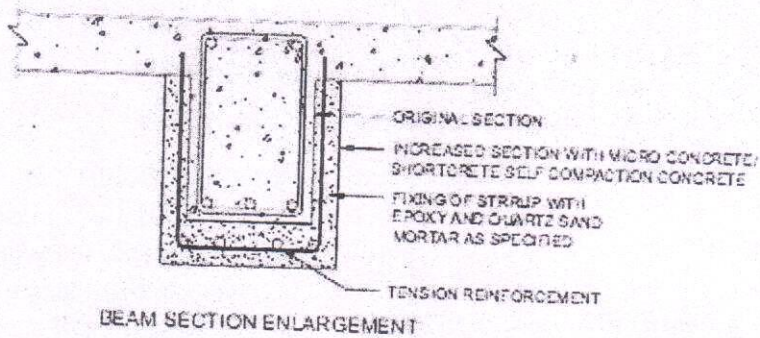 ORIGINAL SECTION
INCREASED SECTION WITH MICRO CONCRETE/
SHORTCRETE SELF COMPACTION CONCRETE
FIXING OF STRRUP WITH
EPOXY AND QUARTZ SAND
MORTAR AS SPECIFIED
TENSION REINFORCEMENT
BEAM SECTION ENLARGEMENT